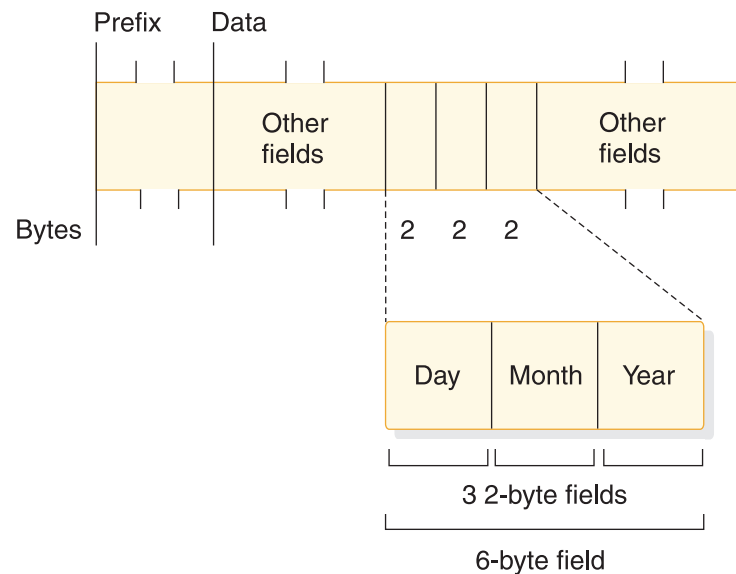 Prefix Data
Other fields
Other fields
Bytes 2 2 2
Day Month Year
3 2-byte fields
6-byte field